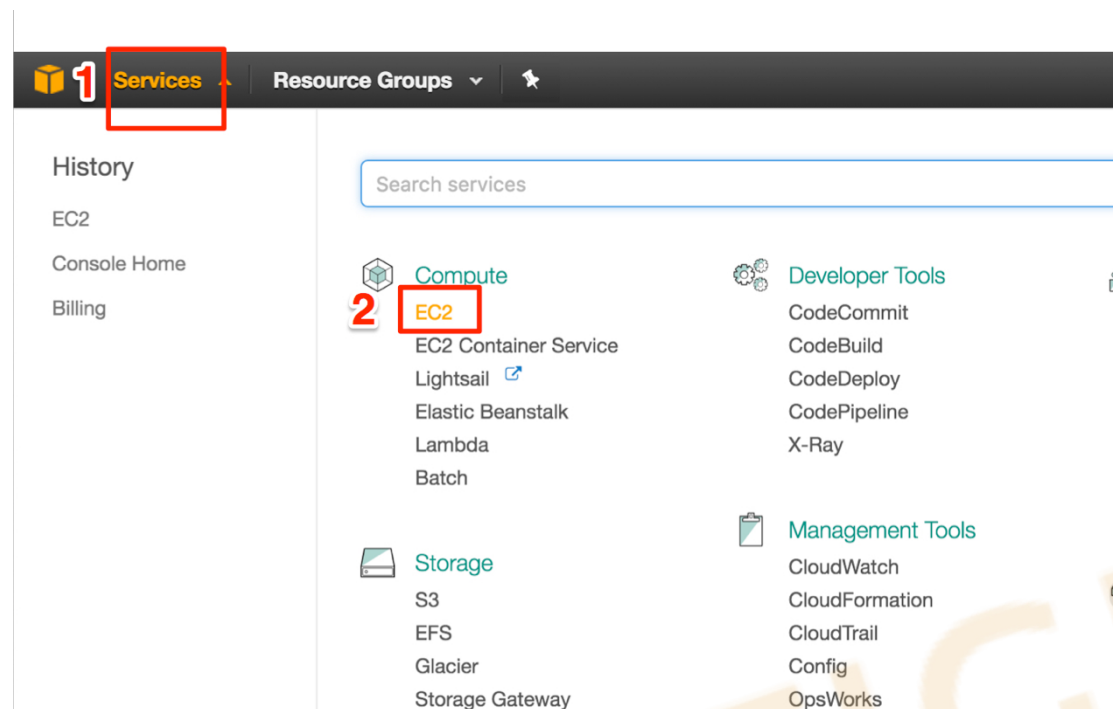 1 Services Resource Groups
History
EC2
Console Home
Billing
Search services
Compute
2 EC2
EC2 Container Service
Lightsail
Elastic Beanstalk
Lambda
Batch
Storage
S3
EFS
Glacier
Storage Gateway
Developer Tools
CodeCommit
CodeBuild
CodeDeploy
CodePipeline
X-Ray
Management Tools
CloudWatch
CloudFormation
CloudTrail
Config
OpsWorks